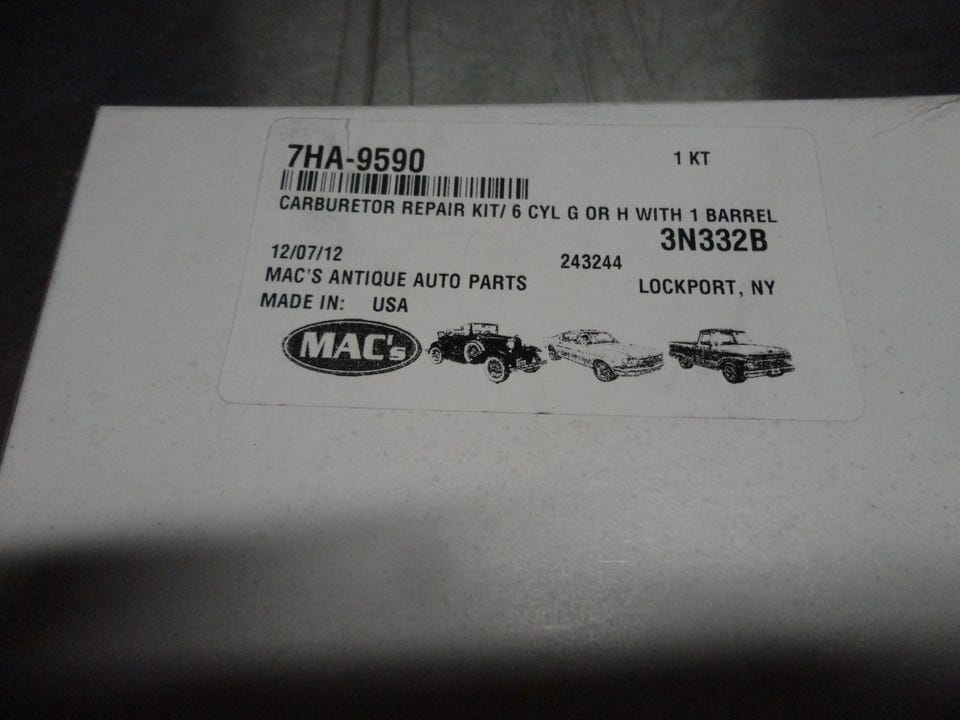 7HA-9590 1 KT
CARBURETOR REPAIR KIT/ 6 CYL G OR H WITH 1 BARREL
3N332B
12/07/12 243244
MAC'S ANTIQUE AUTO PARTS LOCKPORT, NY
MADE IN: USA
MAC's